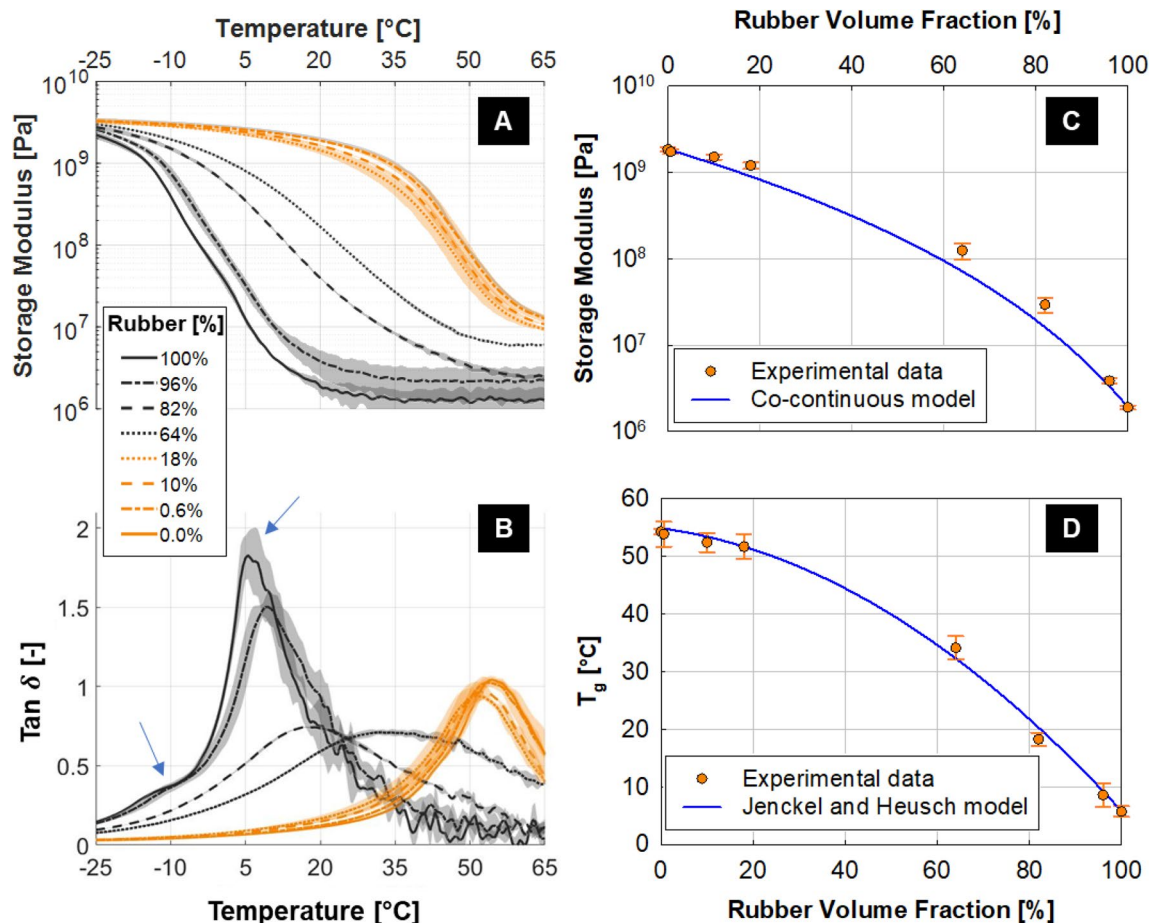 Temperature [°C]
-25 -10 5 20 35 50 65
10^10
10^9
10^8
10^7
10^6
Storage Modulus [Pa]
A
Rubber [%]
100%
96%
82%
64%
18%
10%
0.6%
0.0%
B
2
1.5
1
0.5
0
Tan δ [-]
-25 -10 5 20 35 50 65
Temperature [°C]
Rubber Volume Fraction [%]
0 20 40 60 80 100
10^10
10^9
10^8
10^7
10^6
Storage Modulus [Pa]
C
Experimental data
Co-continuous model
60
50
40
30
20
10
0
T_g [°C]
D
Experimental data
Jenckel and Heusch model
0 20 40 60 80 100
Rubber Volume Fraction [%]